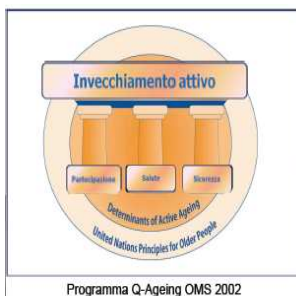 Invecchiamento attivo
Partecipazione
Salute
Sicurezza
Determinants of Active Ageing
United Nations Principles for Older People
Programma Q-Ageing OMS 2002